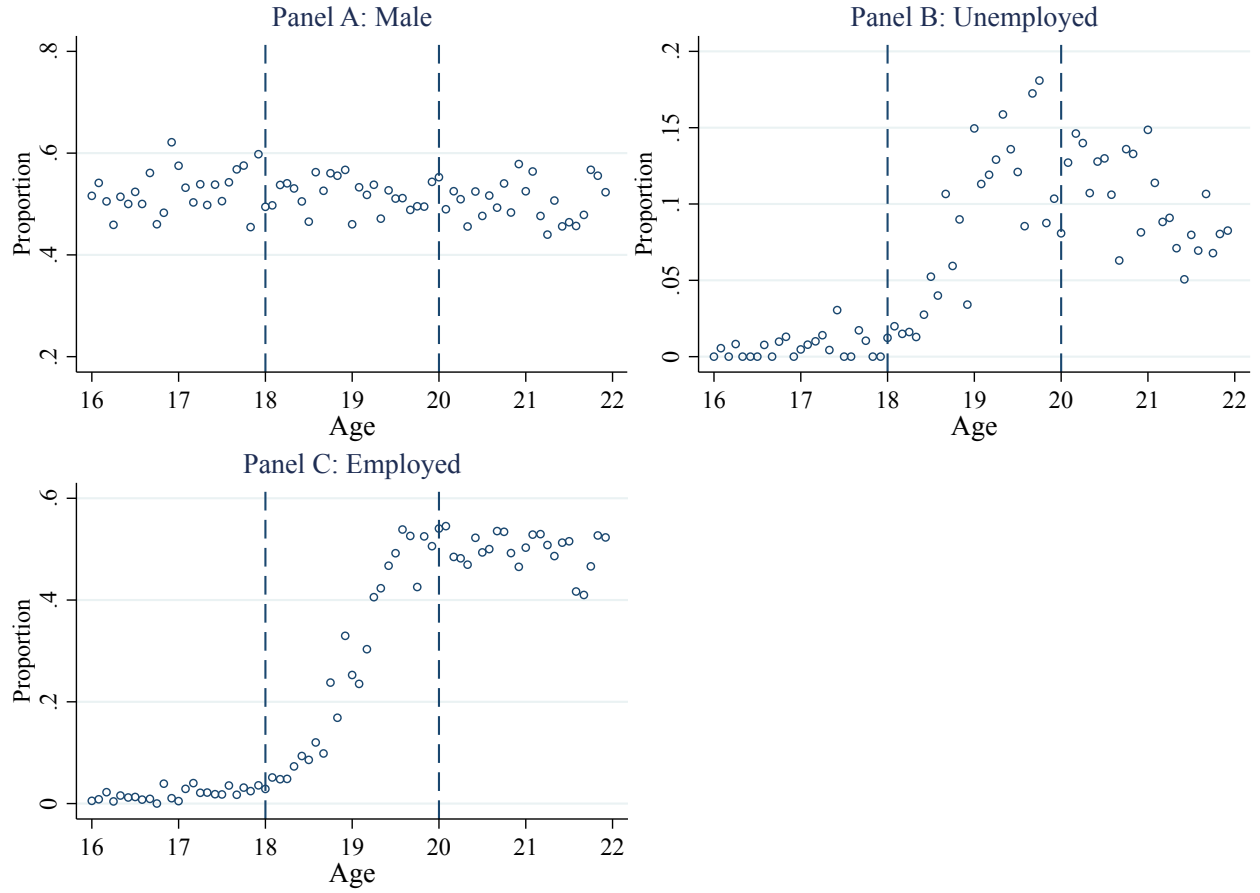 Panel A: Male
.8
.6
.4
.2
Proportion
16 17 18 19 20 21 22
Age
Panel B: Unemployed
.2
.15
.1
.05
0
Proportion
16 17 18 19 20 21 22
Age
Panel C: Employed
.6
.4
.2
0
Proportion
16 17 18 19 20 21 22
Age